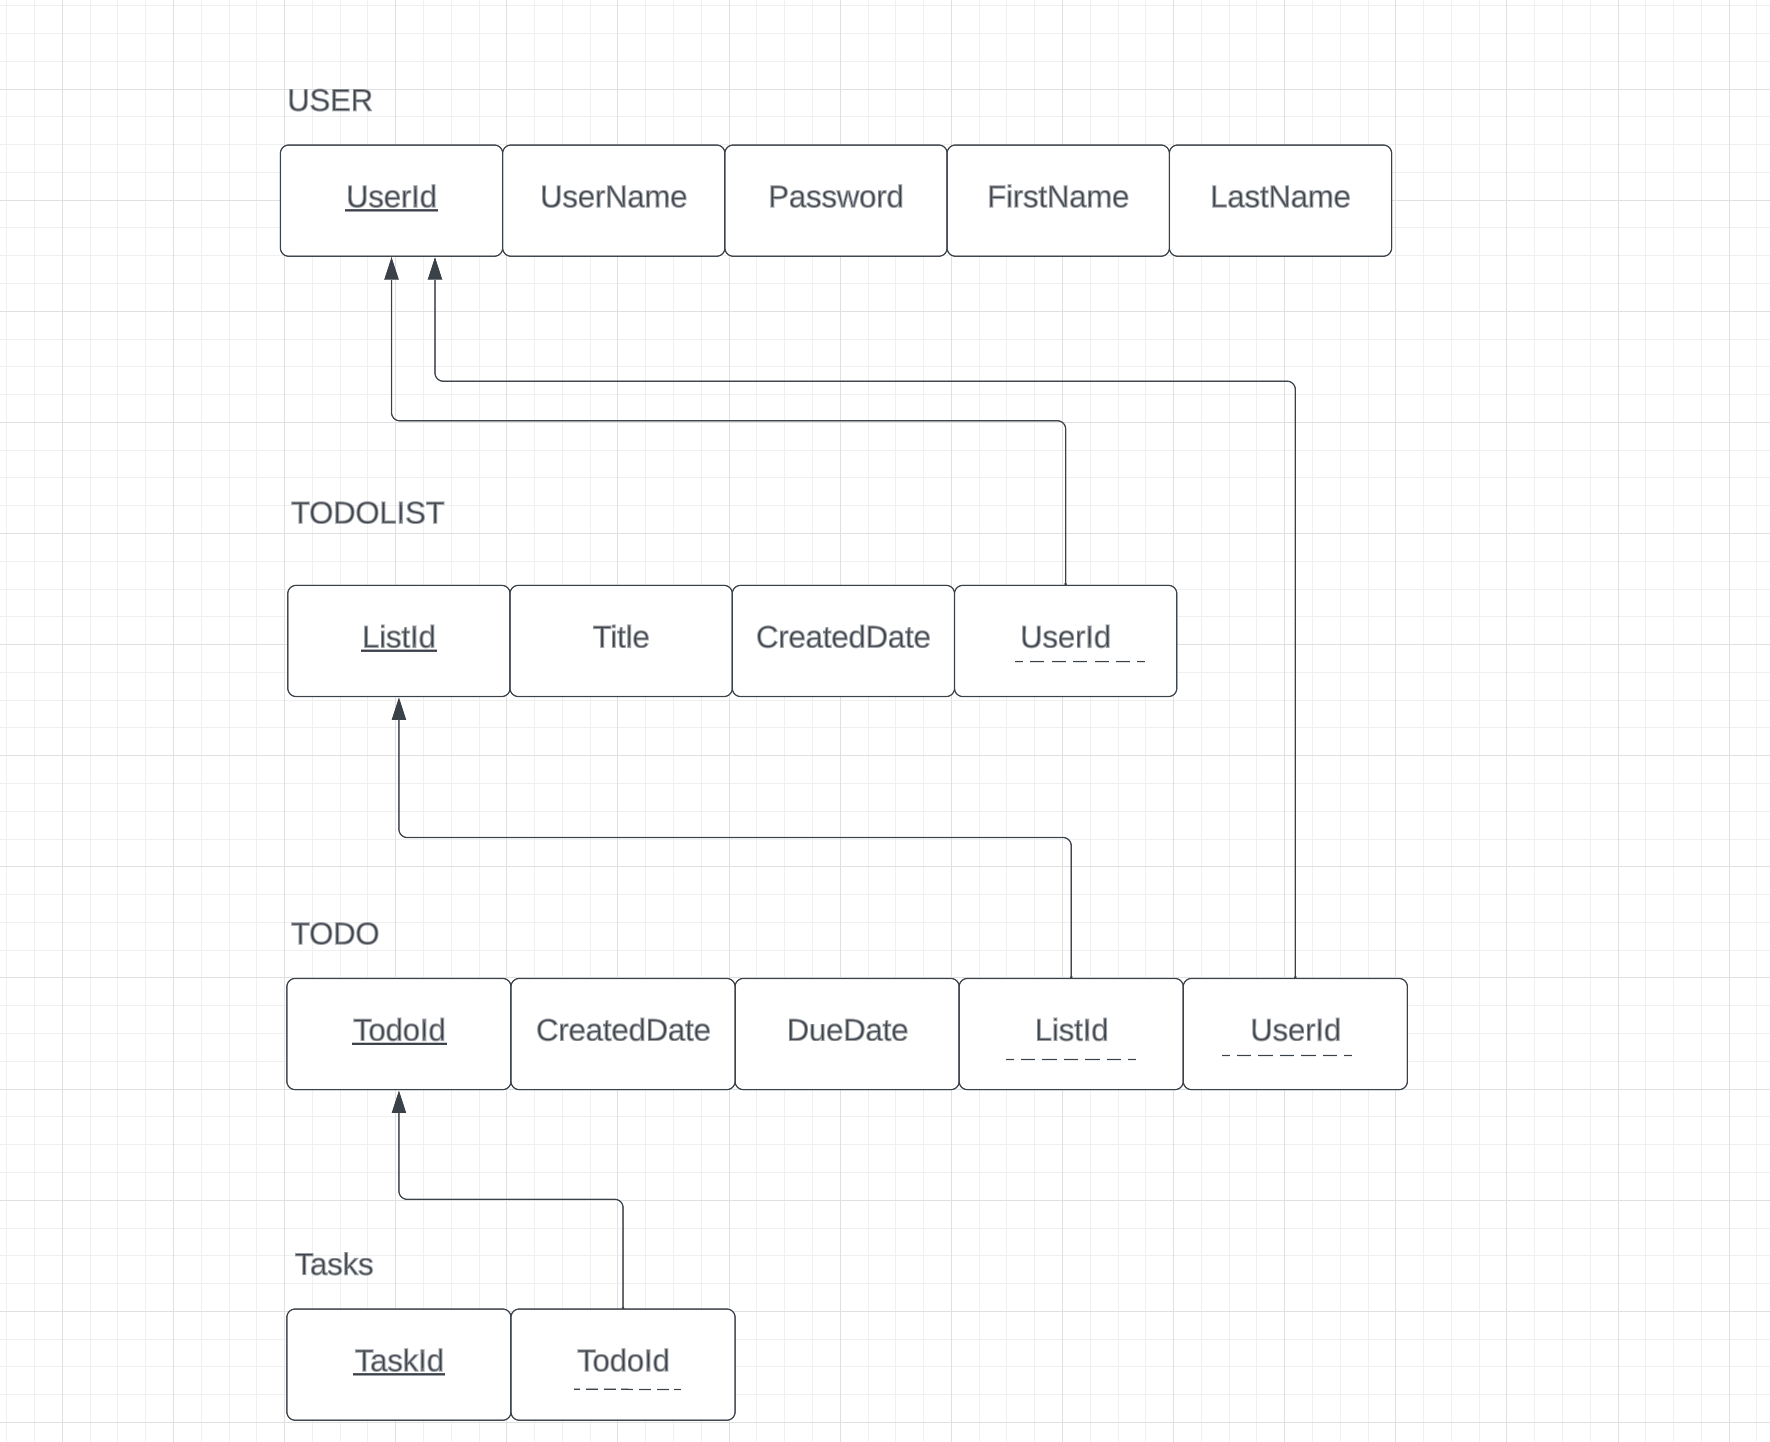 USER
UserId UserName Password FirstName LastName
TODOLIST
ListId Title CreatedDate UserId
TODO
TodoId CreatedDate DueDate ListId UserId
Tasks
TaskId TodoId